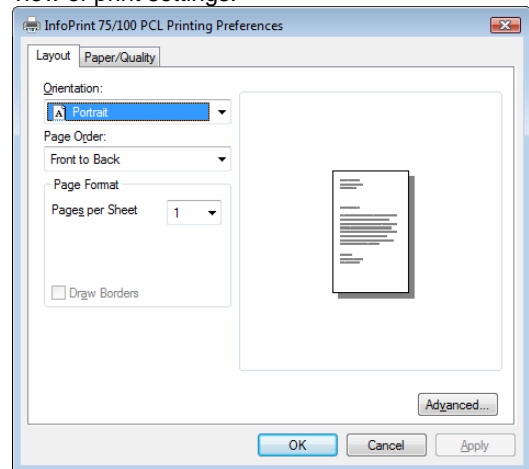 view of print settings.
InfoPrint 75/100 PCL Printing Preferences
Layout Paper/Quality
Orientation:
A Portrait
Page Order:
Front to Back
Page Format
Pages per Sheet 1
Draw Borders
Advanced...
OK Cancel Apply